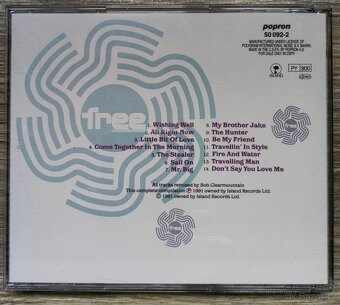 popron
50 092-2
MANUFACTURED UNDER LICENSE OF
POLYGRAM INTERNATIONAL MUSIC B.V. BAARN
MADE IN THE C.S.F.R. BY POPRON A.S.
FOR SALE ONLY IN CSFR
ISLAND
PY 900
free
1. Wishing Well
2. All Right Now
3. Little Bit Of Love
4. Come Together In The Morning
5. The Stealer
6. Sail On
7. Mr. Big
8. My Brother Jake
9. The Hunter
10. Be My Friend
11. Travellin' In Style
12. Fire And Water
13. Travelling Man
14. Don't Say You Love Me
All tracks remixed by Bob Clearmountain
This complete compilation ℗ 1991 owned by Island Records Ltd.
© 1991 owned by Island Records Ltd.